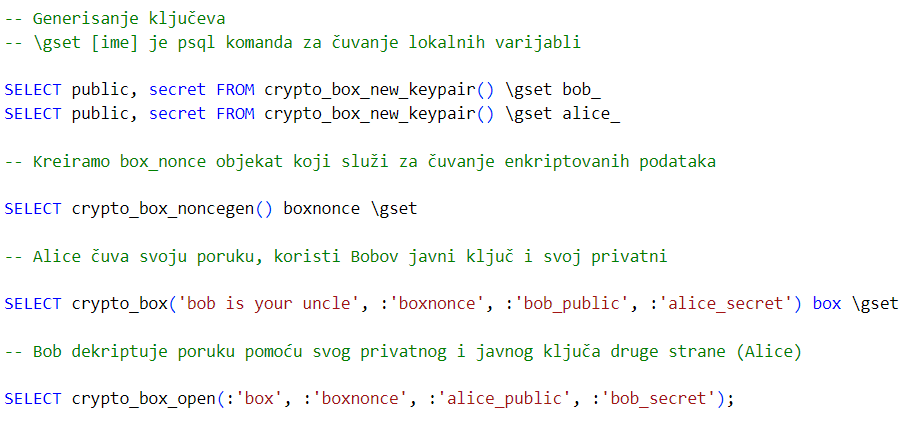 -- Generisanje ključeva
-- \gset [ime] je psql komanda za čuvanje lokalnih varijabli
SELECT public, secret FROM crypto_box_new_keypair() \gset bob_
SELECT public, secret FROM crypto_box_new_keypair() \gset alice_
-- Kreiramo box_nonce objekat koji služi za čuvanje enkriptovanih podataka
SELECT crypto_box_noncegen() boxnonce \gset
-- Alice čuva svoju poruku, koristi Bobov javni ključ i svoj privatni
SELECT crypto_box('bob is your uncle', :'boxnonce', :'bob_public', :'alice_secret') box \gset
-- Bob dekriptuje poruku pomoću svog privatnog i javnog ključa druge strane (Alice)
SELECT crypto_box_open(:'box', :'boxnonce', :'alice_public', :'bob_secret');